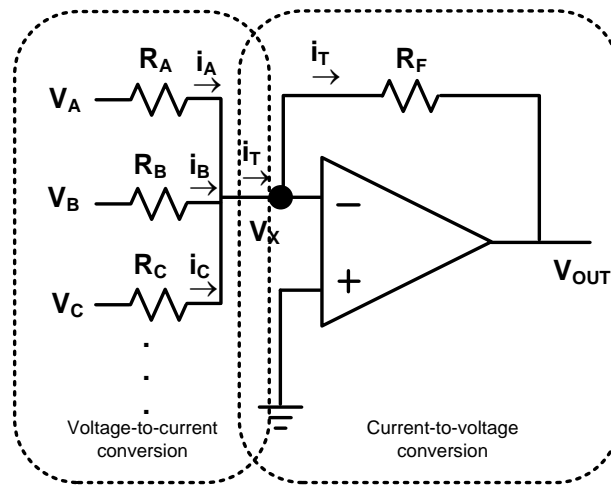 R_A
i_A
V_A
R_B
i_B
V_B
R_C
i_C
V_C
i_T
V_X
i_T
R_F
−
+
V_OUT
Voltage-to-current
conversion
Current-to-voltage
conversion